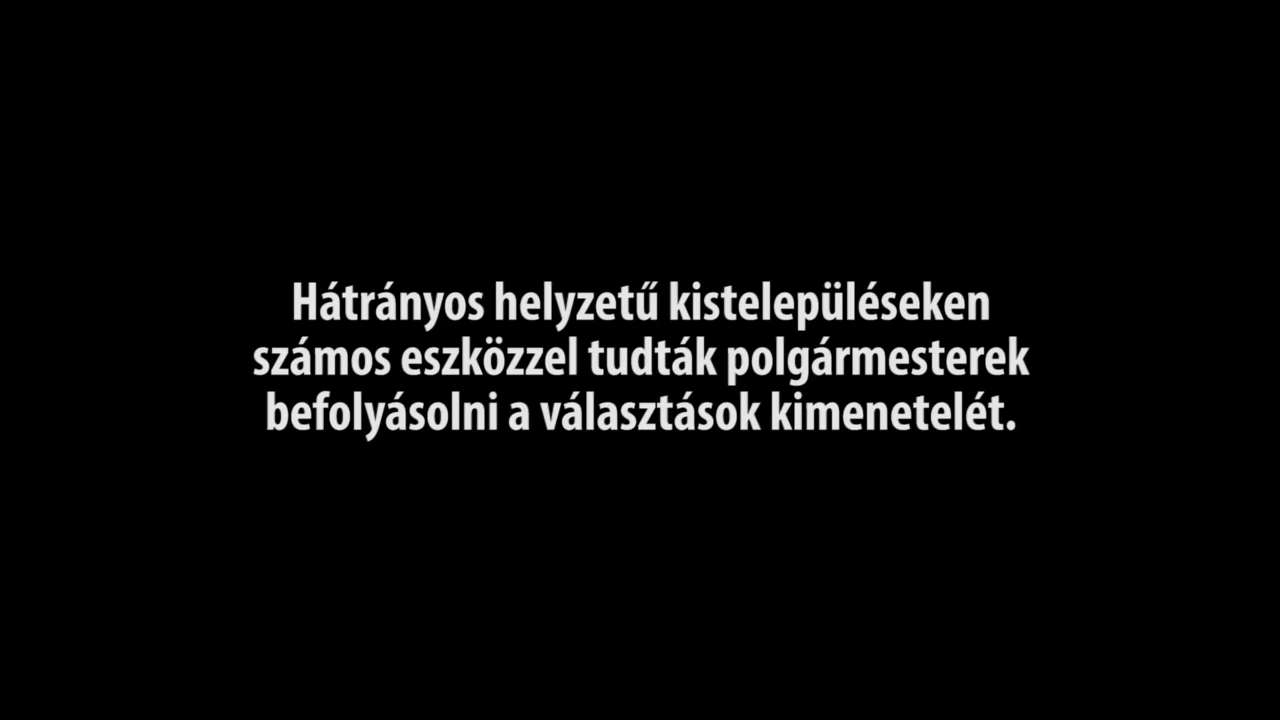 Hátrányos helyzetű kistelepüléseken
számos eszközzel tudták polgármesterek
befolyásolni a választások kimenetelét.